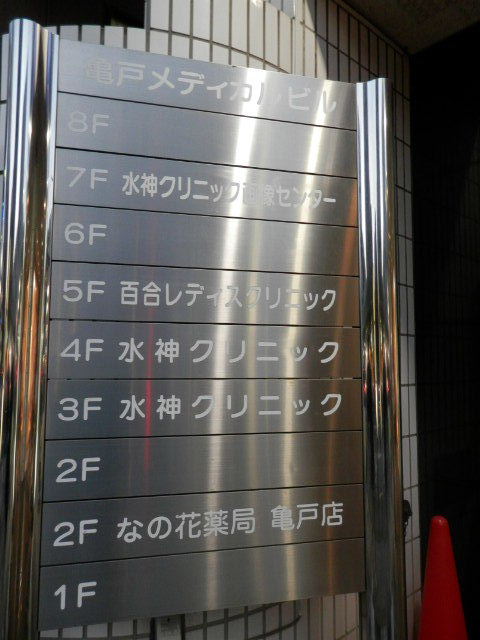 亀戸メディカルビル
8F
7F 水神クリニック画像センター
6F
5F 百合レディスクリニック
4F 水神クリニック
3F 水神クリニック
2F
2F なの花薬局 亀戸店
1F